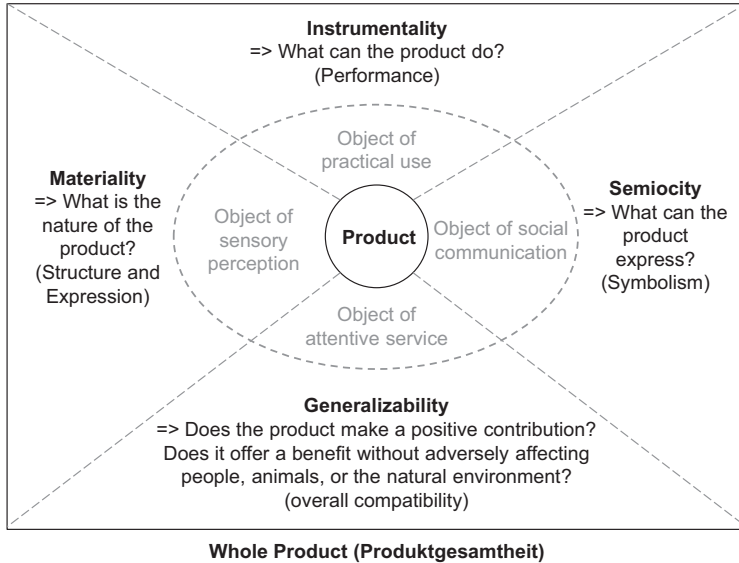 Instrumentality
=> What can the product do?
(Performance)
Object of
practical use
Materiality
=> What is the
nature of the
product?
(Structure and
Expression)
Object of
sensory
perception
Product
Object of social
communication
Semiocity
=> What can the
product
express?
(Symbolism)
Object of
attentive service
Generalizability
=> Does the product make a positive contribution?
Does it offer a benefit without adversely affecting
people, animals, or the natural environment?
(overall compatibility)
Whole Product (Produktgesamtheit)